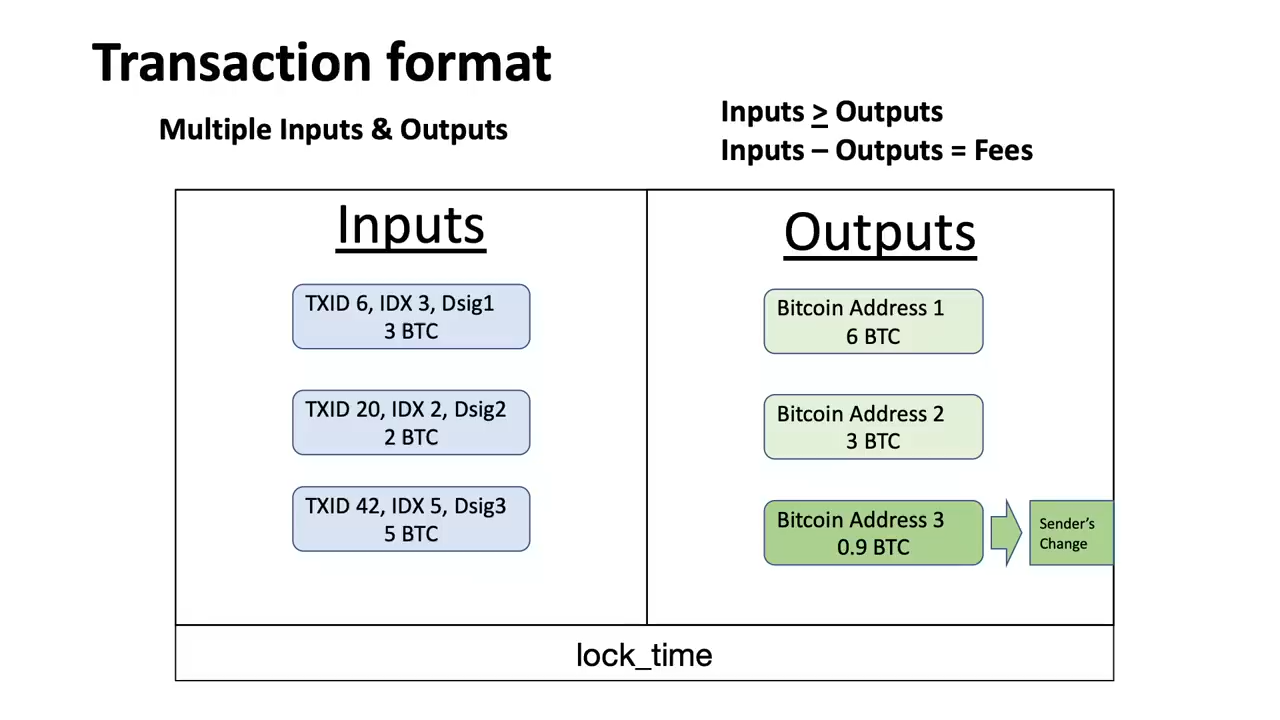 Transaction format
Multiple Inputs & Outputs
Inputs ≥ Outputs
Inputs – Outputs = Fees
Inputs
TXID 6, IDX 3, Dsig1
3 BTC
TXID 20, IDX 2, Dsig2
2 BTC
TXID 42, IDX 5, Dsig3
5 BTC
Outputs
Bitcoin Address 1
6 BTC
Bitcoin Address 2
3 BTC
Bitcoin Address 3
0.9 BTC
Sender’s
Change
lock_time